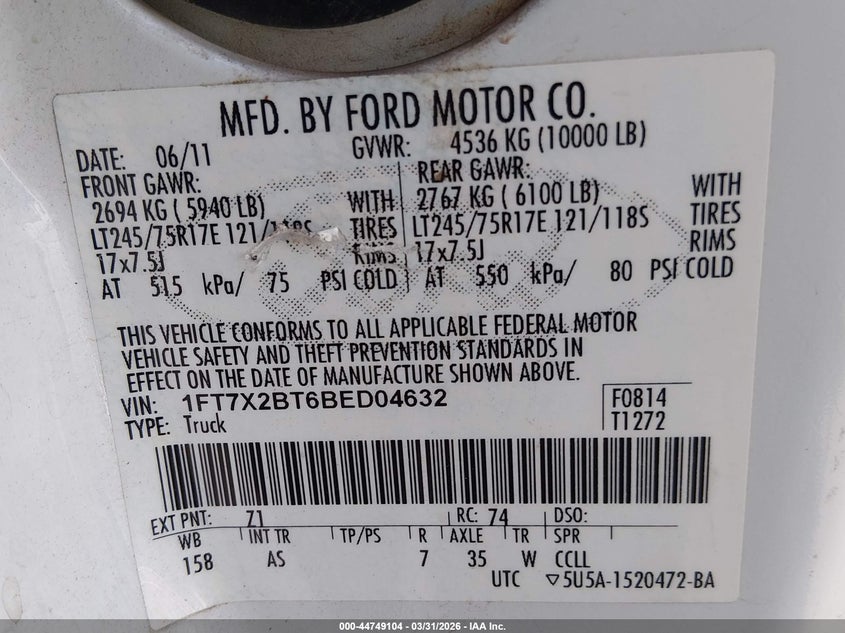 MFD. BY FORD MOTOR CO.
DATE: 06/11 GVWR: 4536 KG (10000 LB)
FRONT GAWR: REAR GAWR:
2694 KG ( 5940 LB) WITH 2767 KG ( 6100 LB) WITH
LT245/75R17E 121/118S TIRES LT245/75R17E 121/118S TIRES
17x7.5J RIMS 17x7.5J RIMS
AT 515 kPa/ 75 PSI COLD AT 550 kPa/ 80 PSI COLD
THIS VEHICLE CONFORMS TO ALL APPLICABLE FEDERAL MOTOR
VEHICLE SAFETY AND THEFT PREVENTION STANDARDS IN
EFFECT ON THE DATE OF MANUFACTURE SHOWN ABOVE.
VIN: 1FT7X2BT6BED04632 F0814
TYPE: Truck T1272
EXT PNT: Z1 RC: 74 DSO:
WB INT TR TP/PS R AXLE TR SPR
158 AS 7 35 W CCLL
UTC ▽5U5A-1520472-BA
000-44749104 - 03/31/2026 - IAA Inc.